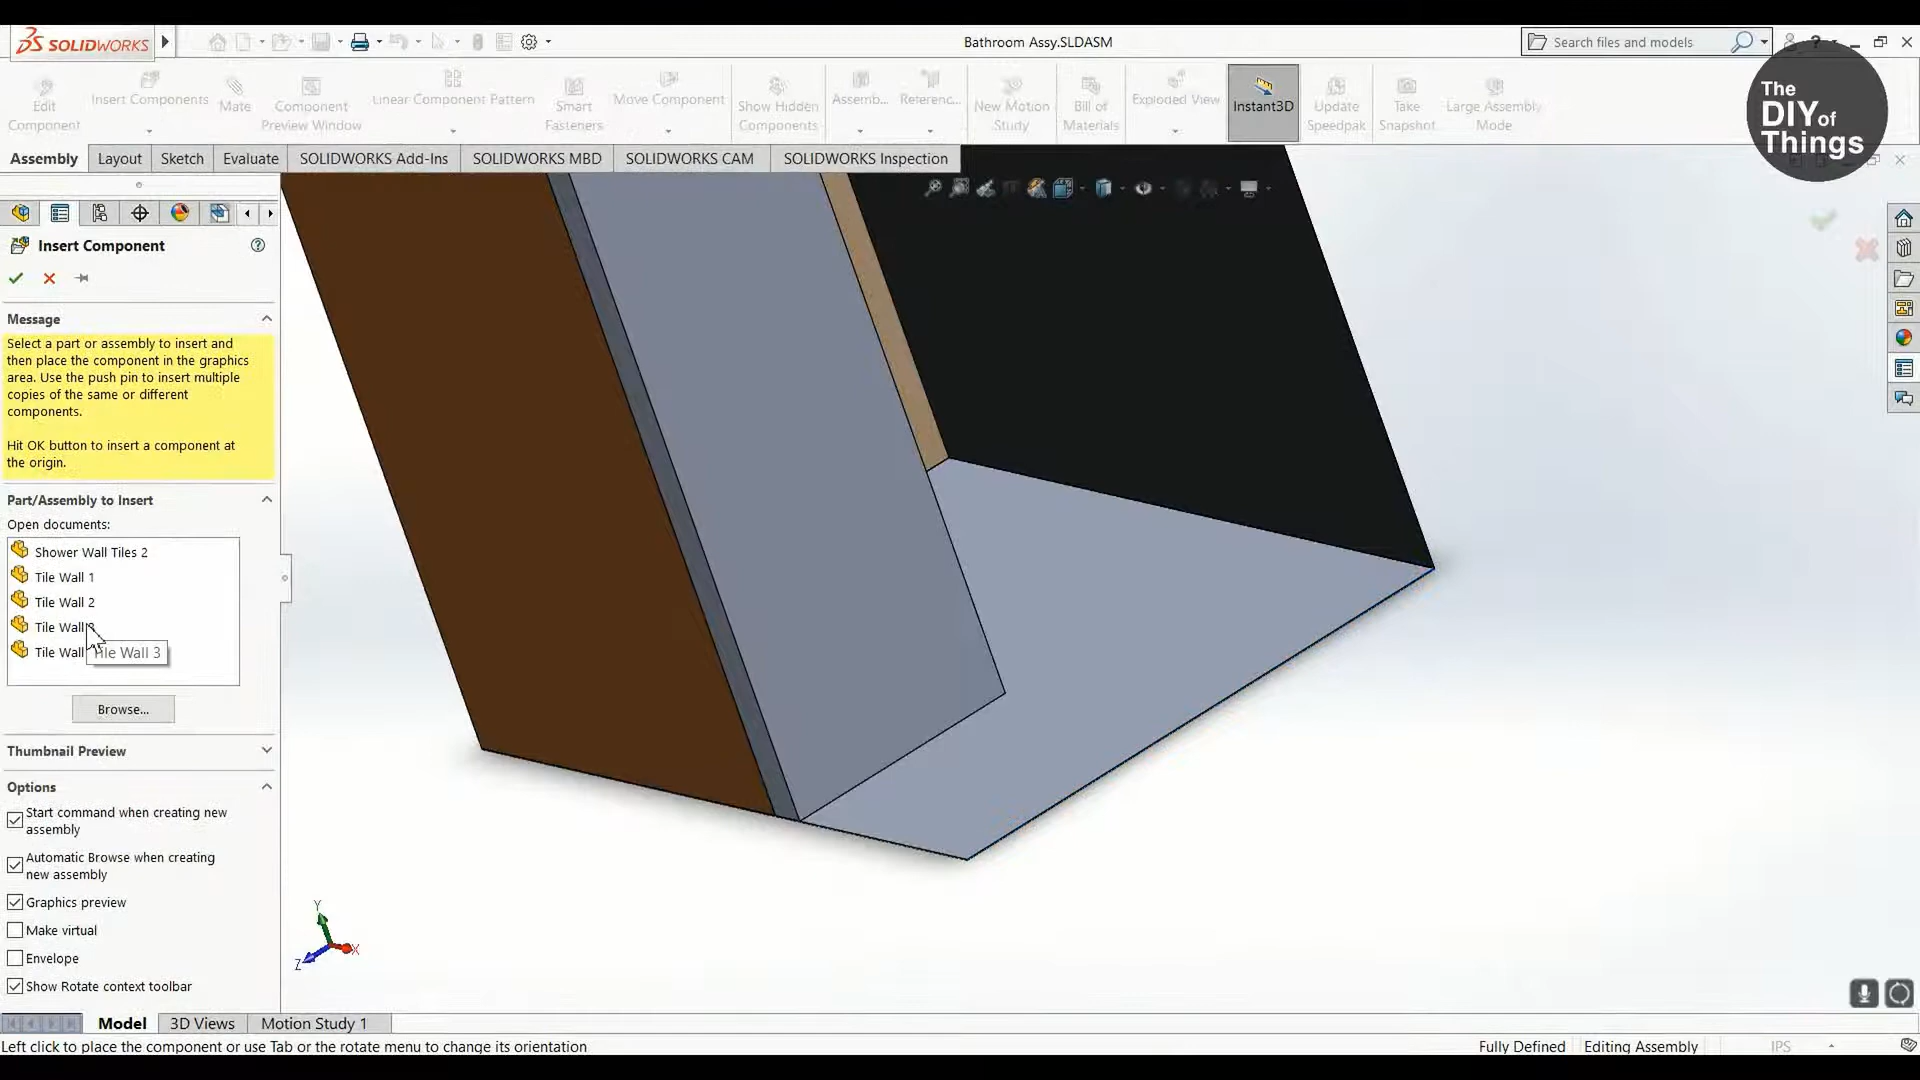 SOLIDWORKS
Bathroom Assy.SLDASM
Search files and models
?
The
DIY of
Things
Edit
Component
Insert Components
Mate
Component
Preview Window
Linear Component Pattern
Smart
Fasteners
Move Component
Show Hidden
Components
Assemb...
Referenc...
New Motion
Study
Bill of
Materials
Exploded View
Instant3D
Update
Speedpak
Take
Snapshot
Large Assembly
Mode
Assembly
Layout
Sketch
Evaluate
SOLIDWORKS Add-Ins
SOLIDWORKS MBD
SOLIDWORKS CAM
SOLIDWORKS Inspection
Insert Component
?
Message
Select a part or assembly to insert and
then place the component in the graphics
area. Use the push pin to insert multiple
copies of the same or different
components.
Hit OK button to insert a component at
the origin.
Part/Assembly to Insert
Open documents:
Shower Wall Tiles 2
Tile Wall 1
Tile Wall 2
Tile Wall 3
Tile Wall
Tile Wall 3
Browse...
Thumbnail Preview
Options
Start command when creating new
assembly
Automatic Browse when creating
new assembly
Graphics preview
Make virtual
Envelope
Show Rotate context toolbar
Y
X
Z
Model
3D Views
Motion Study 1
Left click to place the component or use Tab or the rotate menu to change its orientation
Fully Defined
Editing Assembly
IPS